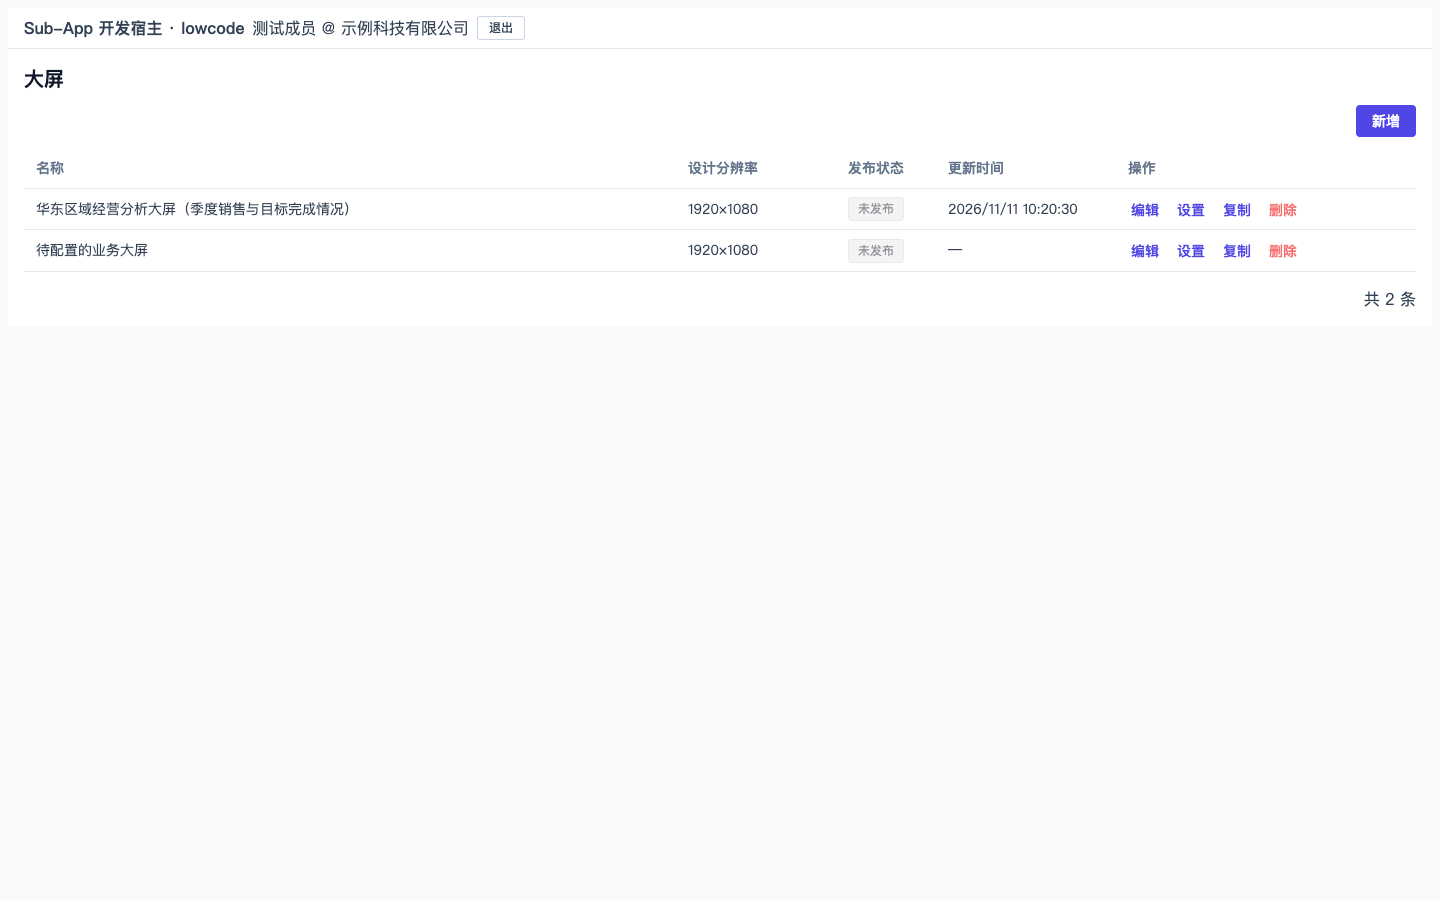 Sub-App 开发宿主 · lowcode 测试成员 @ 示例科技有限公司 退出
大屏
新增
名称 设计分辨率 发布状态 更新时间 操作
华东区域经营分析大屏（季度销售与目标完成情况） 1920×1080 未发布 2026/11/11 10:20:30 编辑 设置 复制 删除
待配置的业务大屏 1920×1080 未发布 — 编辑 设置 复制 删除
共 2 条